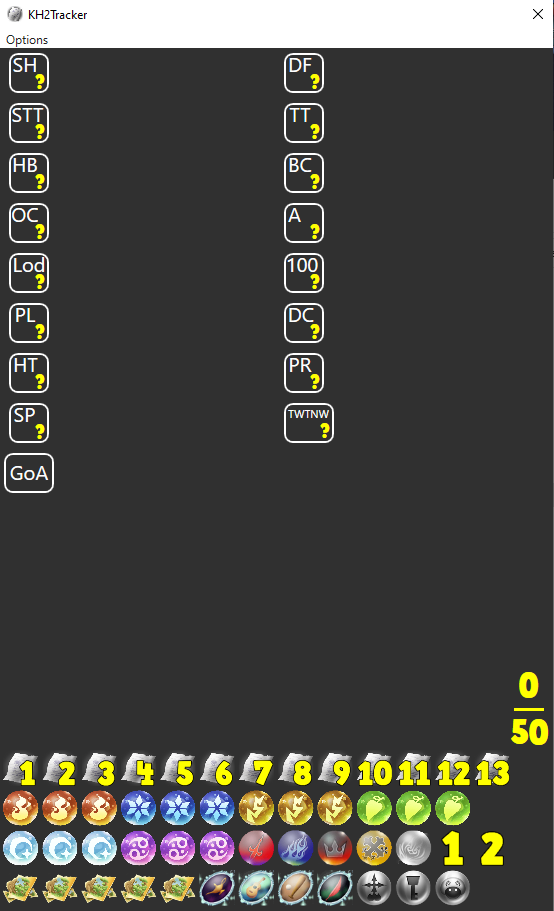 KH2Tracker
Options
SH ? DF ?
STT ? TT ?
HB ? BC ?
OC ? A ?
Lod ? 100 ?
PL ? DC ?
HT ? PR ?
SP ? TWTNW ?
GoA
0
50
1 2 3 4 5 6 7 8 9 10 11 12 13
1 2